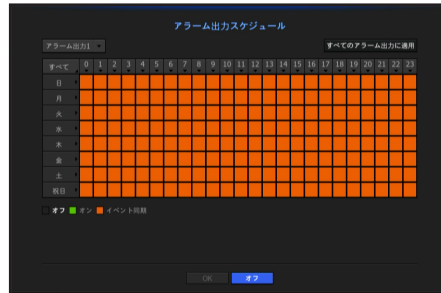 アラーム出力スケジュール
アラーム出力1
すべてのアラーム出力に適用
すべて 0 1 2 3 4 5 6 7 8 9 10 11 12 13 14 15 16 17 18 19 20 21 22 23
日
月
火
水
木
金
土
祝日
オフ オン イベント同期
OK オフ